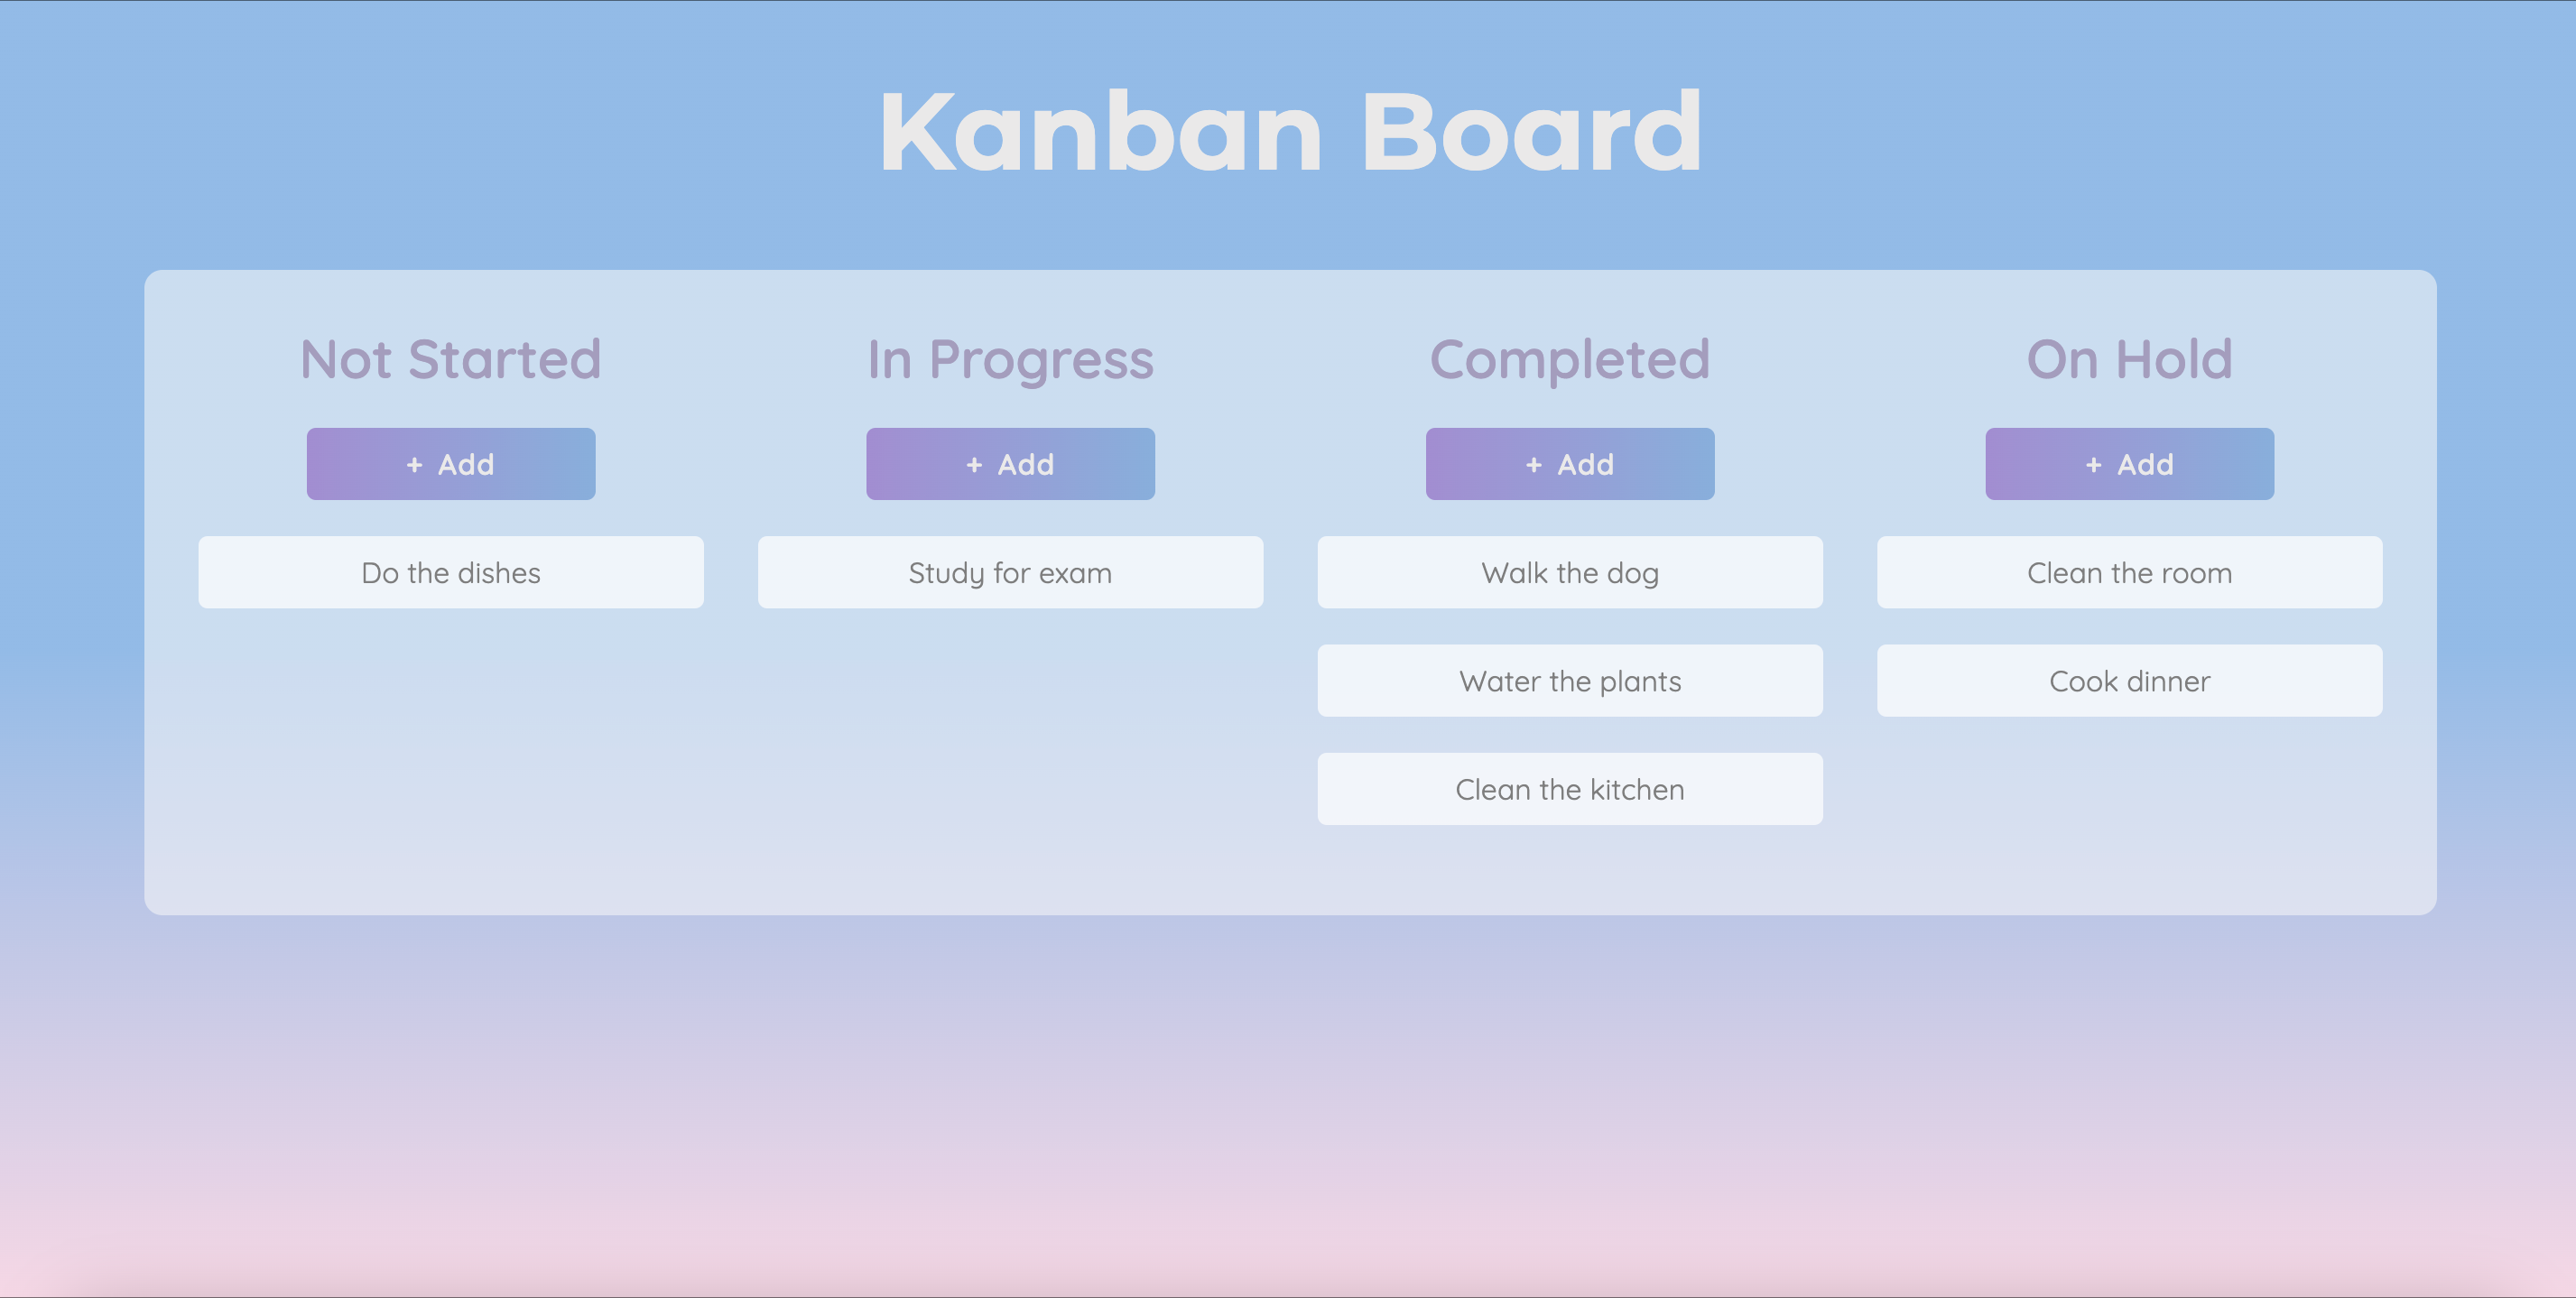 Kanban Board
Not Started
+ Add
Do the dishes
In Progress
+ Add
Study for exam
Completed
+ Add
Walk the dog
Water the plants
Clean the kitchen
On Hold
+ Add
Clean the room
Cook dinner